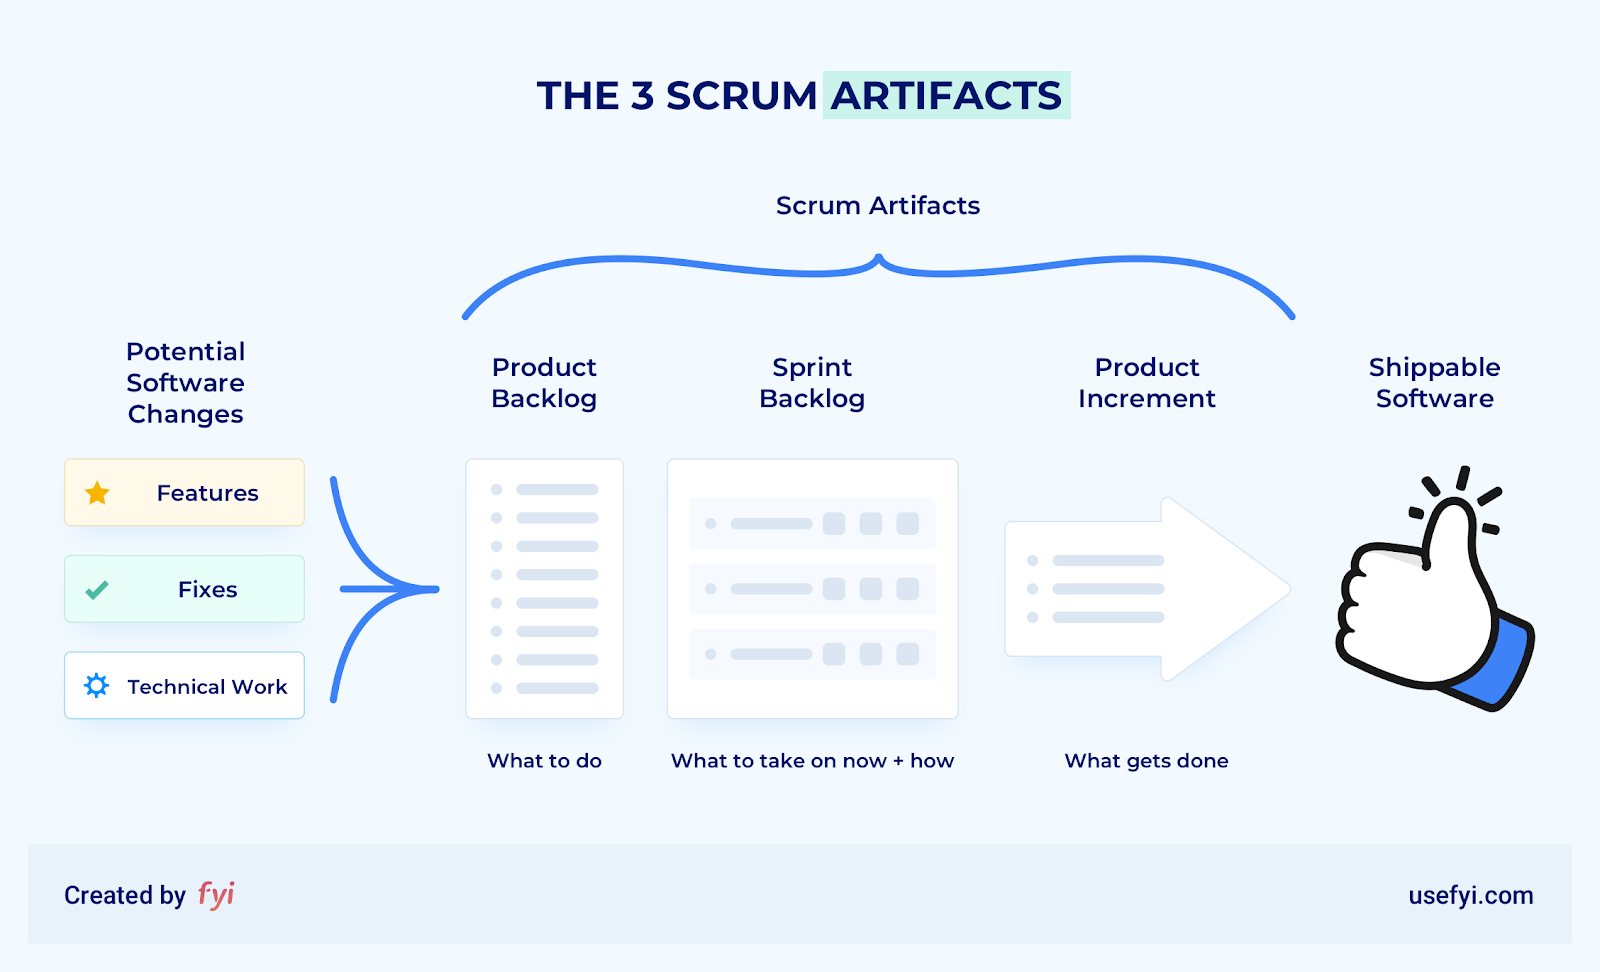 THE 3 SCRUM ARTIFACTS
Scrum Artifacts
Potential
Software
Changes
Features
Fixes
Technical Work
Product
Backlog
What to do
Sprint
Backlog
What to take on now + how
Product
Increment
What gets done
Shippable
Software
Created by fyi
usefyi.com